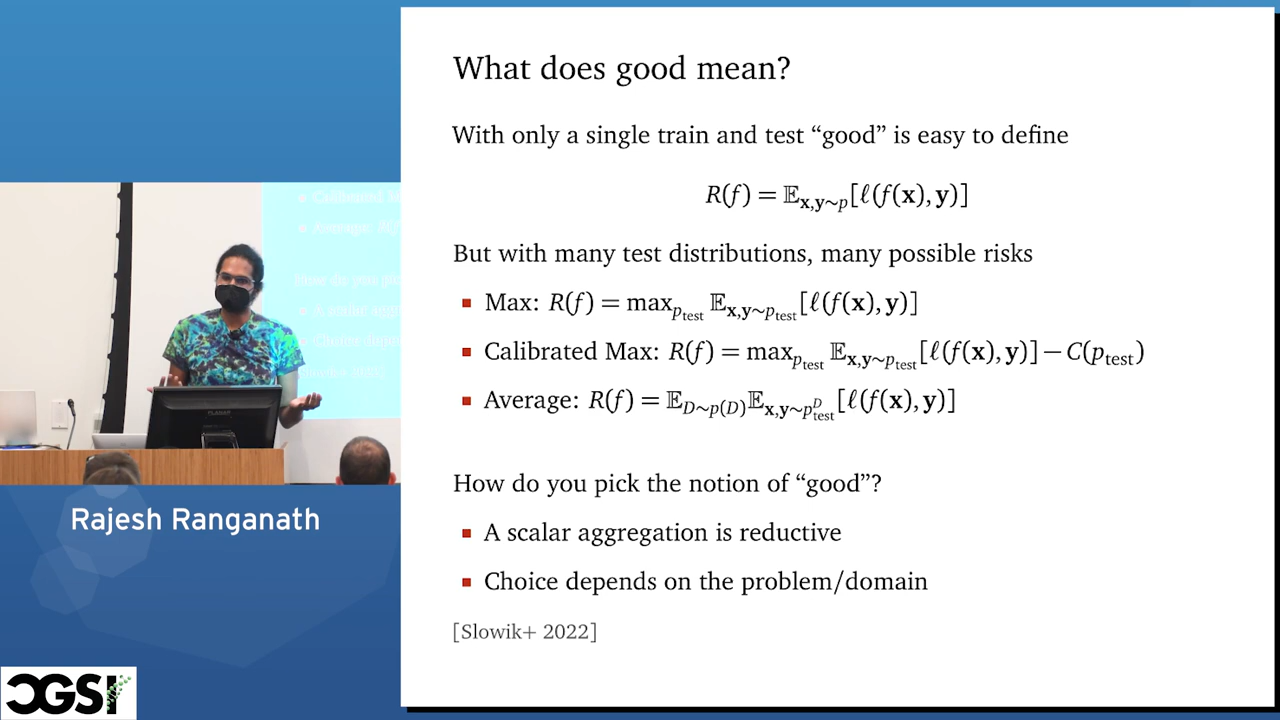 What does good mean?
With only a single train and test “good” is easy to define
R(f) = 𝔼x,y∼p[ℓ(f(x), y)]
But with many test distributions, many possible risks
Max: R(f) = maxptest 𝔼x,y∼ptest[ℓ(f(x), y)]
Calibrated Max: R(f) = maxptest 𝔼x,y∼ptest[ℓ(f(x), y)] − C(ptest)
Average: R(f) = 𝔼D∼p(D)𝔼x,y∼pDtest[ℓ(f(x), y)]
How do you pick the notion of “good”?
A scalar aggregation is reductive
Choice depends on the problem/domain
[Slowik+ 2022]
Rajesh Ranganath
CGSI